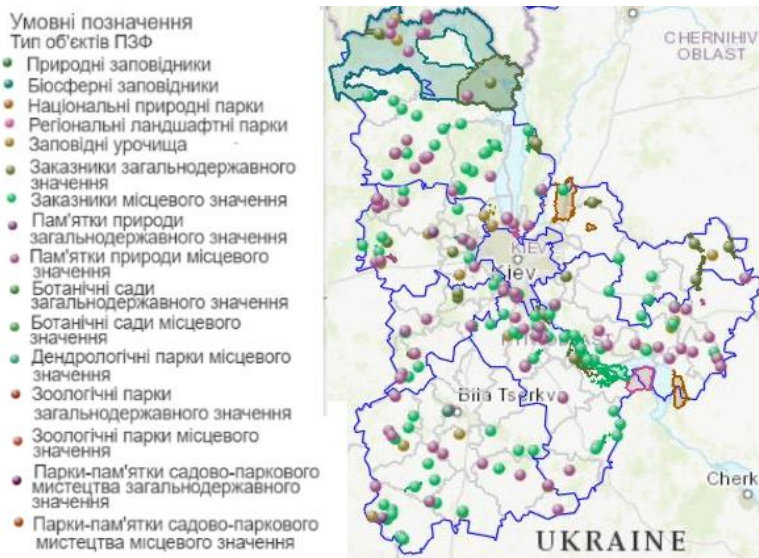 Умовні позначення
Тип об'єктів ПЗФ
Природні заповідники
Біосферні заповідники
Національні природні парки
Регіональні ландшафтні парки
Заповідні урочища
Заказники загальнодержавного
значення
Заказники місцевого значення
Пам'ятки природи
загальнодержавного значення
Пам'ятки природи місцевого
значення
Ботанічні сади
загальнодержавного значення
Ботанічні сади місцевого
значення
Дендрологічні парки місцевого
значення
Зоологічні парки
загальнодержавного значення
Зоологічні парки місцевого
значення
Парки-пам'ятки садово-паркового
мистецтва загальнодержавного
значення
Парки-пам'ятки садово-паркового
мистецтва місцевого значення
CHERNIHIV
OBLAST
KIEV
Kiev
Bila Tserkv
Cherk
UKRAINE